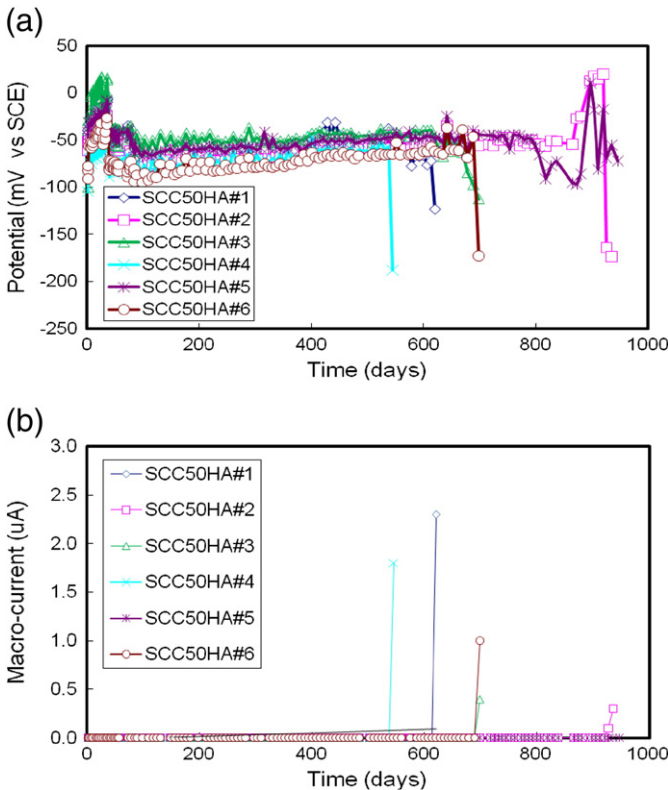 (a)
50
0
-50
-100
-150
-200
-250
Potential (mV vs SCE)
SCC50HA#1
SCC50HA#2
SCC50HA#3
SCC50HA#4
SCC50HA#5
SCC50HA#6
0 200 400 600 800 1000
Time (days)
(b)
3.0
2.5
2.0
1.5
1.0
0.5
0.0
Macro-current (uA)
SCC50HA#1
SCC50HA#2
SCC50HA#3
SCC50HA#4
SCC50HA#5
SCC50HA#6
0 200 400 600 800 1000
Time (days)